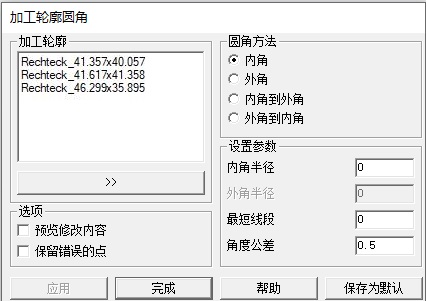 加工轮廓圆角
加工轮廓
Rechteck_41.357x40.057
Rechteck_41.617x41.358
Rechteck_46.299x35.895
>>
选项
预览修改内容
保留错误的点
圆角方法
内角
外角
内角到外角
外角到内角
设置参数
内角半径 0
外角半径 0
最短线段 0
角度公差 0.5
应用 完成 帮助 保存为默认